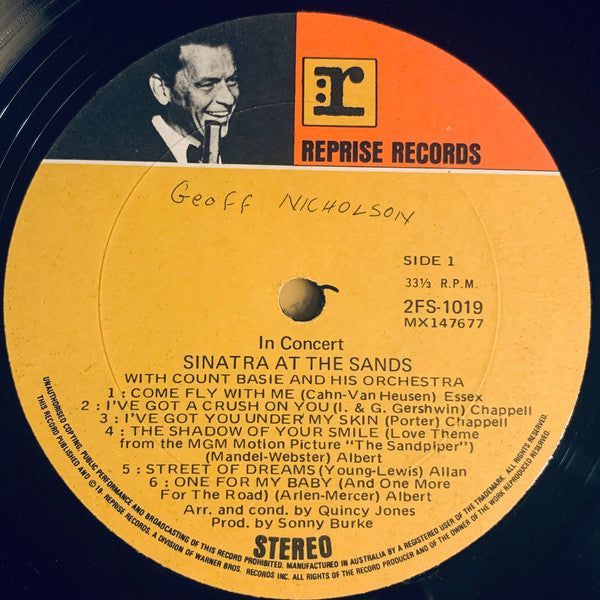 r
REPRISE RECORDS
Geoff NICHOLSON
SIDE 1
33⅓ R.P.M.
2FS-1019
MX147677
In Concert
SINATRA AT THE SANDS
WITH COUNT BASIE AND HIS ORCHESTRA
1 : COME FLY WITH ME (Cahn-Van Heusen) Essex
2 : I'VE GOT A CRUSH ON YOU (I. & G. Gershwin) Chappell
3 : I'VE GOT YOU UNDER MY SKIN (Porter) Chappell
4 : THE SHADOW OF YOUR SMILE (Love Theme
from the MGM Motion Picture "The Sandpiper")
(Mandel-Webster) Albert
5 : STREET OF DREAMS (Young-Lewis) Allan
6 : ONE FOR MY BABY (And One More
For The Road) (Arlen-Mercer) Albert
Arr. and cond. by Quincy Jones
Prod. by Sonny Burke
STEREO
UNAUTHORISED COPYING, PUBLIC PERFORMANCE AND BROADCASTING OF THIS RECORD PROHIBITED. MANUFACTURED IN AUSTRALIA BY A REGISTERED USER OF THE TRADEMARK. ALL RIGHTS RESERVED.
THIS RECORD PUBLISHED AND REPRISE RECORDS, A DIVISION OF WARNER BROS. RECORDS INC. ALL RIGHTS OF THE RECORD PRODUCER AND OF THE OWNER OF THE WORK REPRODUCED RESERVED.